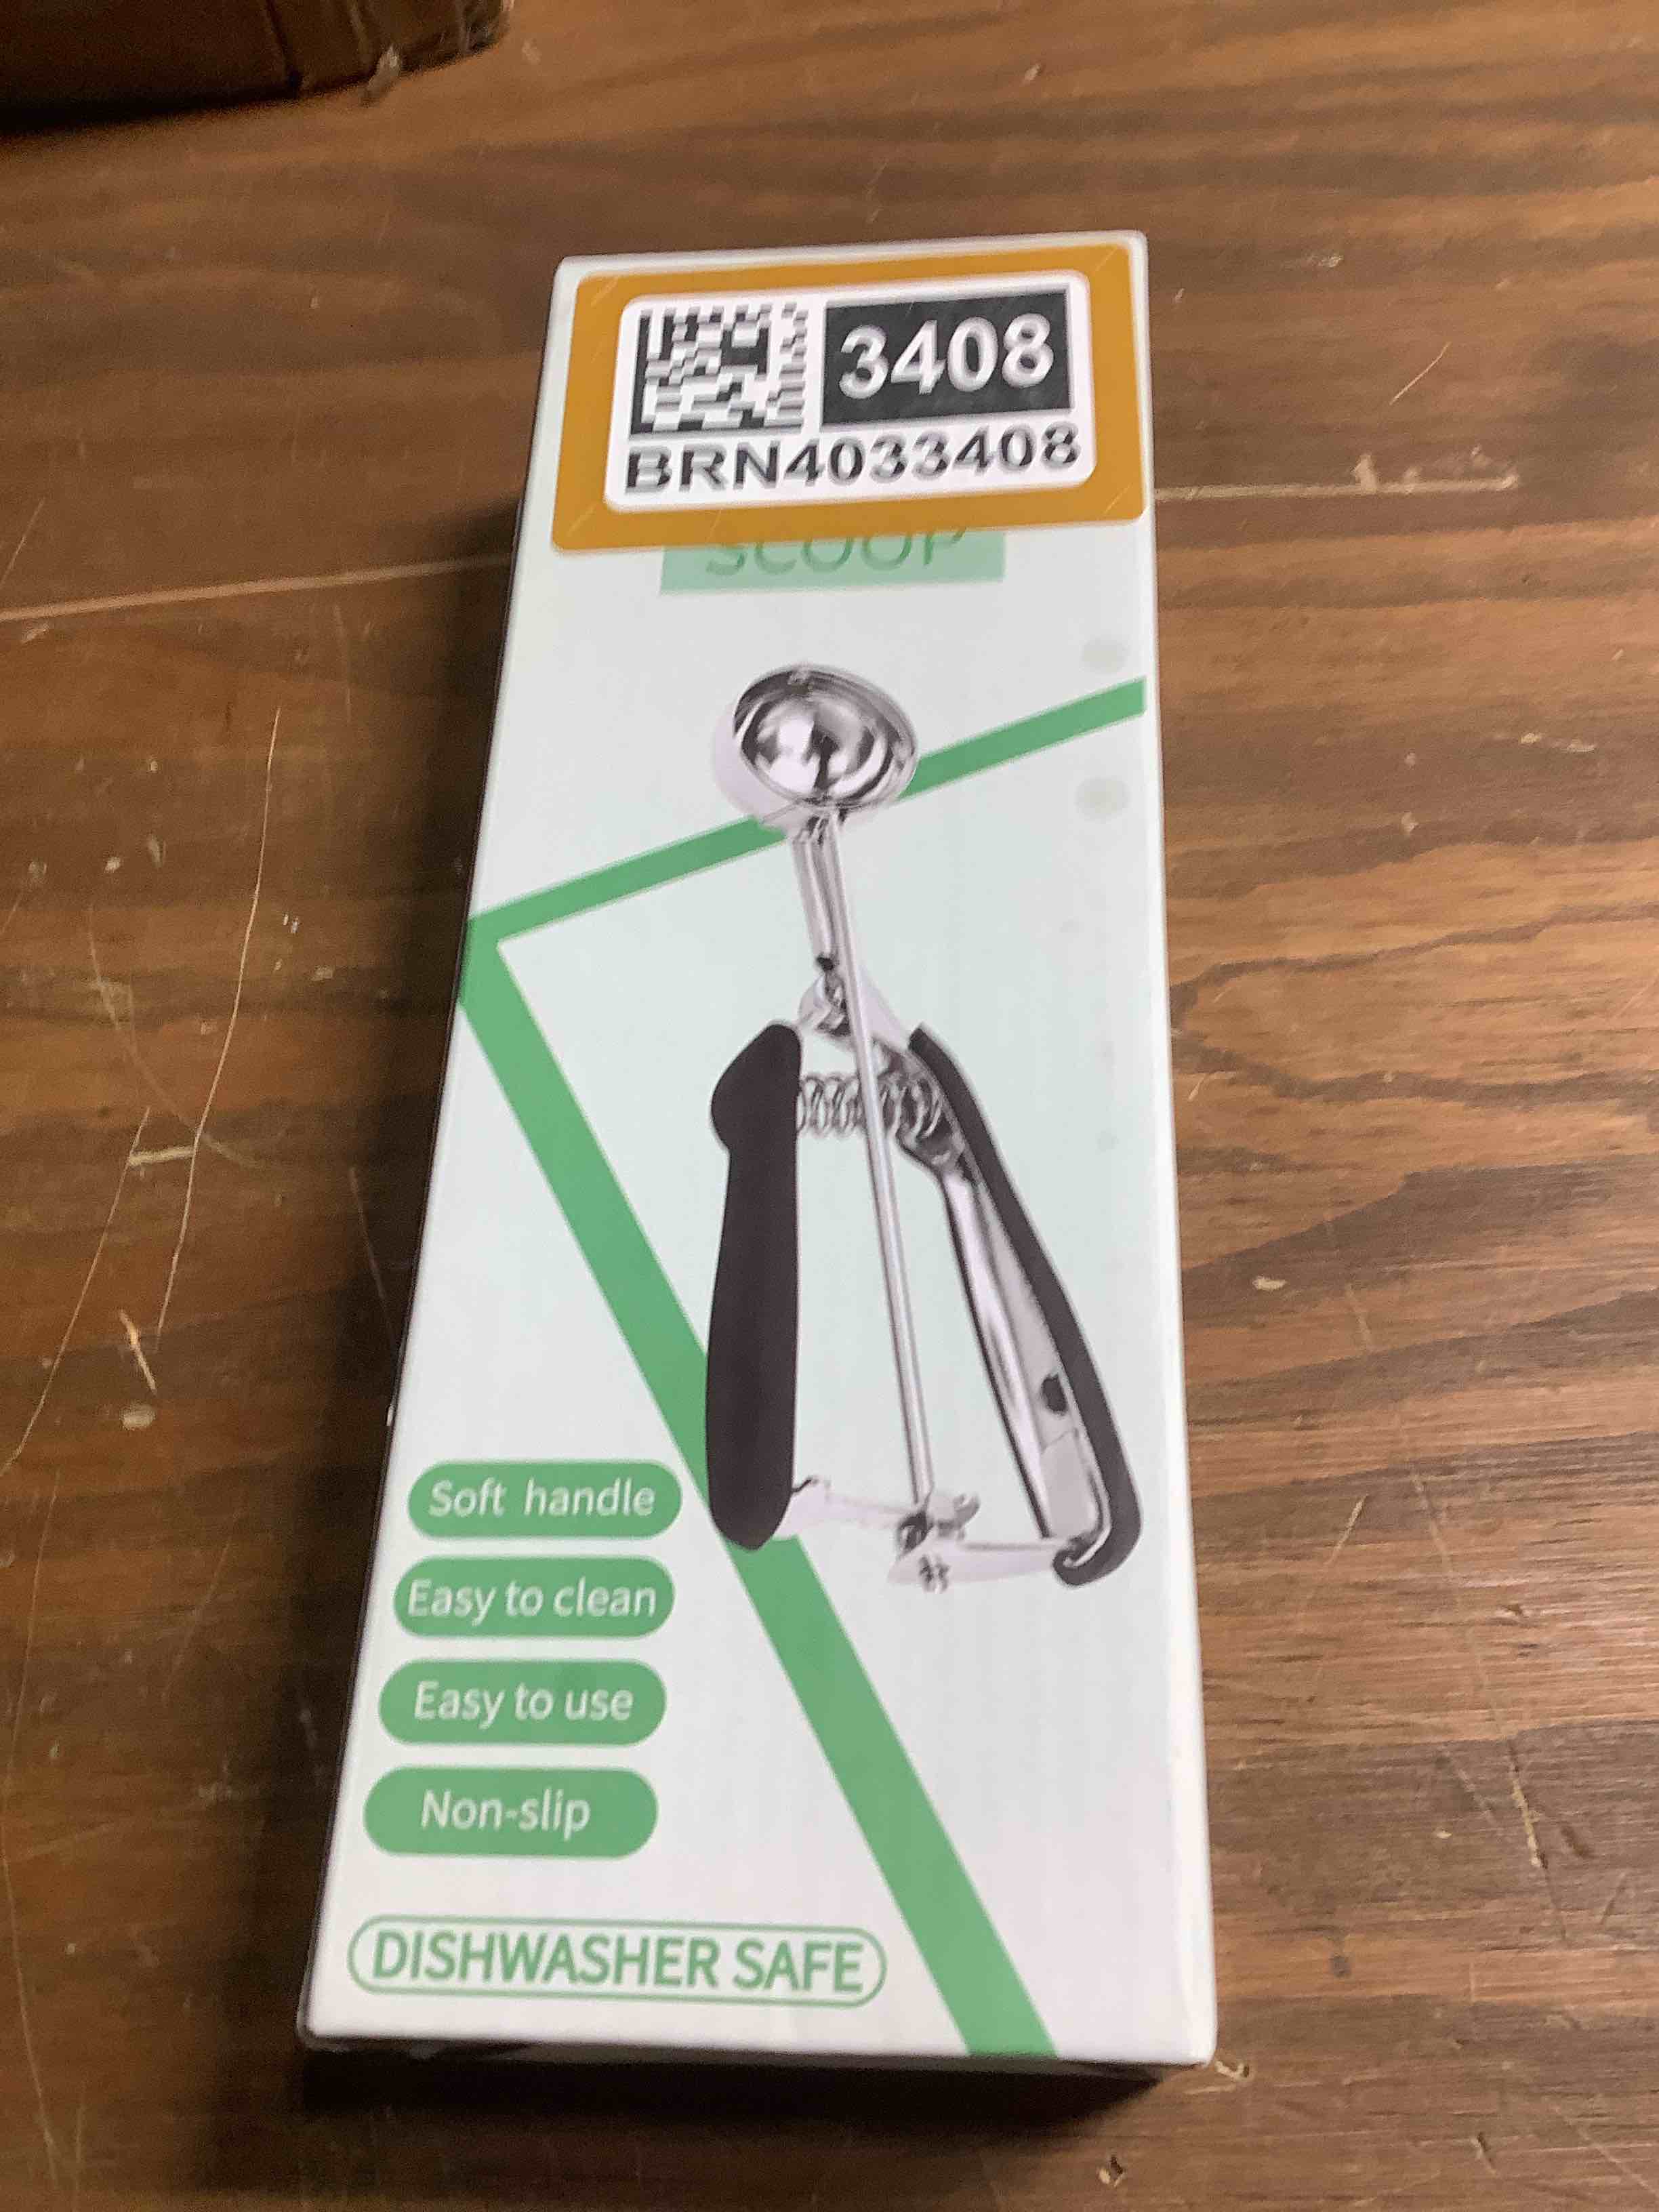 3408
BRN4033408
SCOOP
Soft handle
Easy to clean
Easy to use
Non-slip
DISHWASHER SAFE